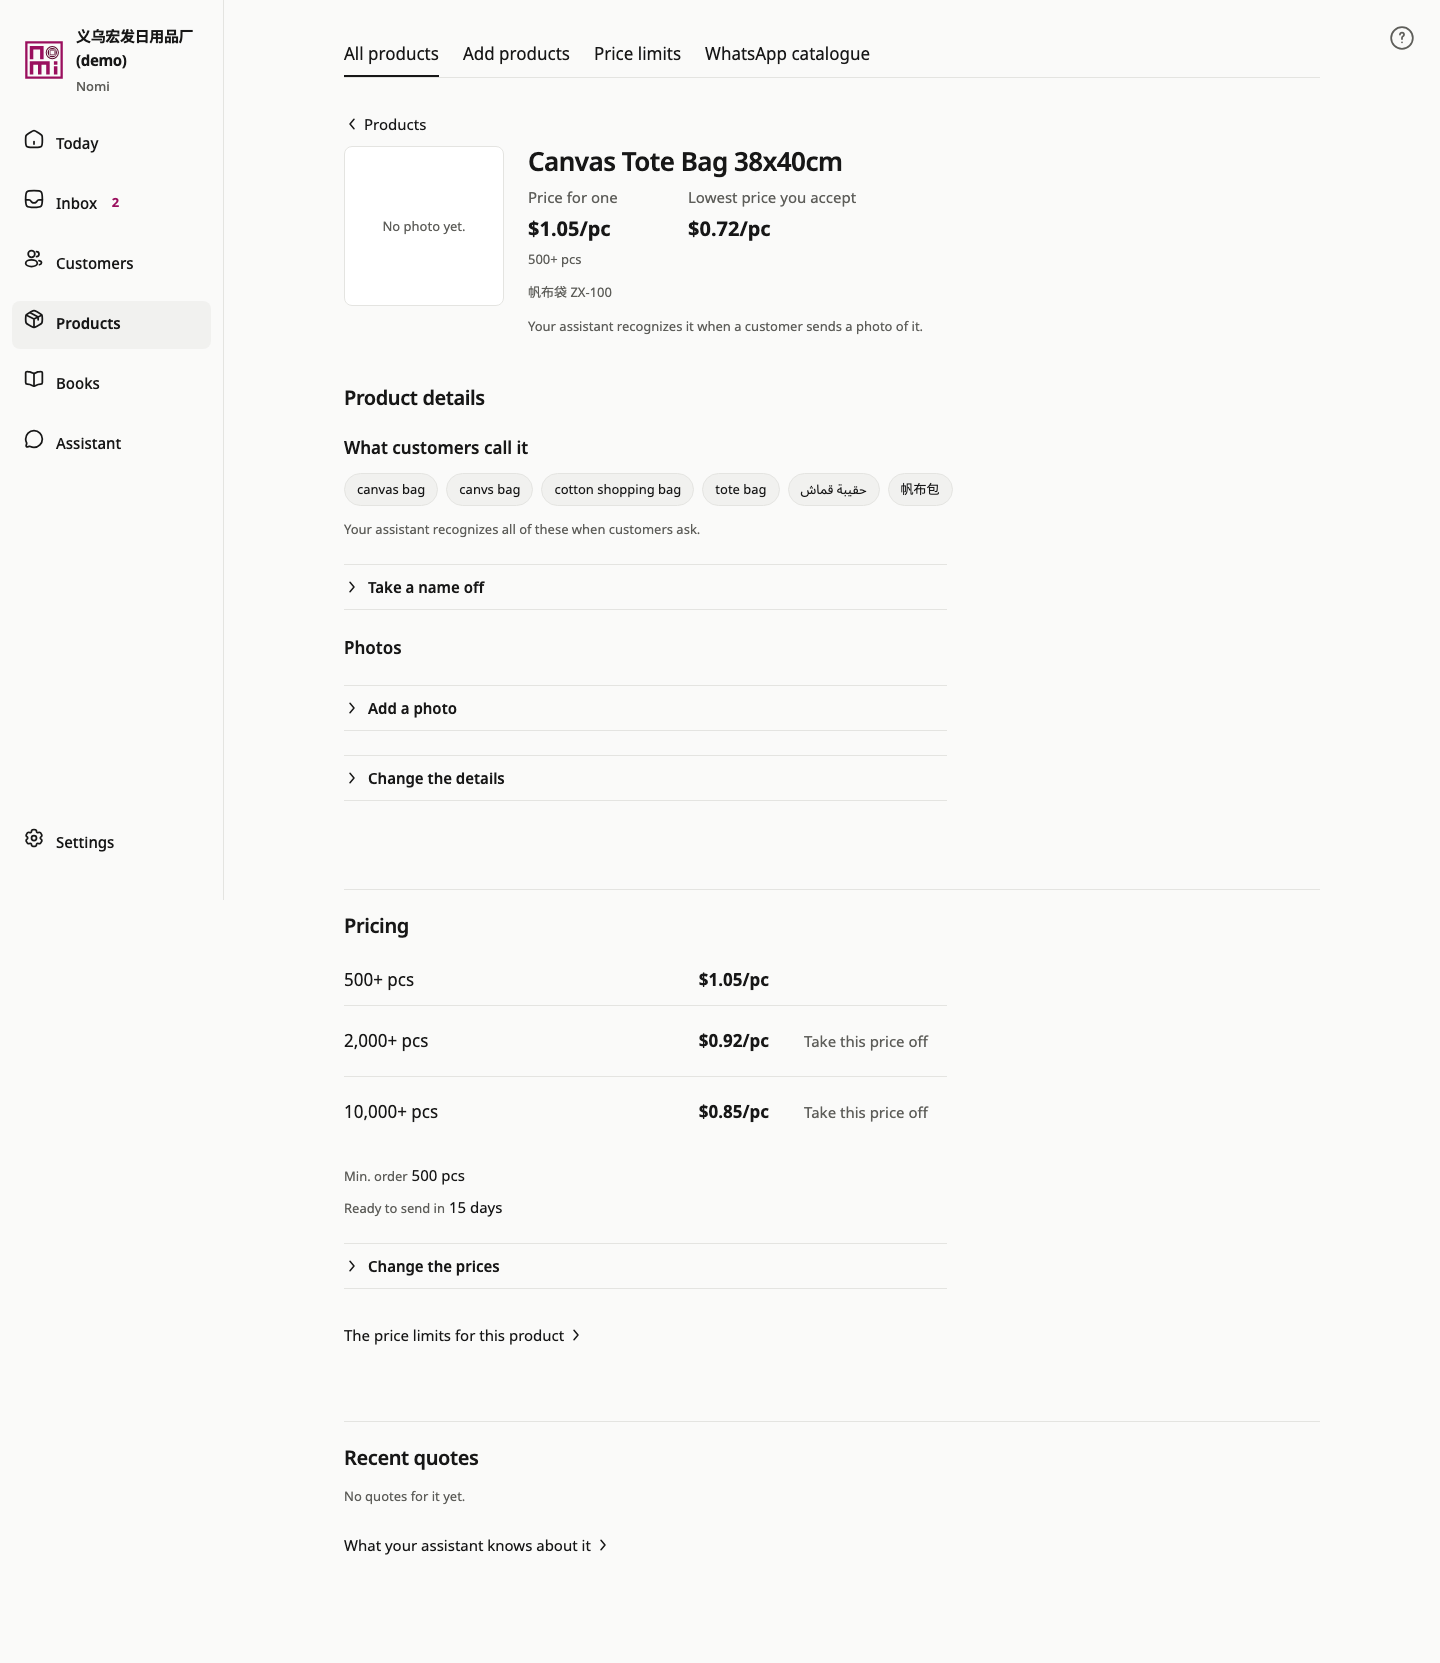 义乌宏发日用品厂
(demo)
Nomi
Today
Inbox 2
Customers
Products
Books
Assistant
Settings
All products Add products Price limits WhatsApp catalogue
Products
No photo yet.
Canvas Tote Bag 38x40cm
Price for one Lowest price you accept
$1.05/pc $0.72/pc
500+ pcs
帆布袋 ZX-100
Your assistant recognizes it when a customer sends a photo of it.
Product details
What customers call it
canvas bag canvs bag cotton shopping bag tote bag حقيبة قماش 帆布包
Your assistant recognizes all of these when customers ask.
Take a name off
Photos
Add a photo
Change the details
Pricing
500+ pcs $1.05/pc
2,000+ pcs $0.92/pc Take this price off
10,000+ pcs $0.85/pc Take this price off
Min. order 500 pcs
Ready to send in 15 days
Change the prices
The price limits for this product
Recent quotes
No quotes for it yet.
What your assistant knows about it